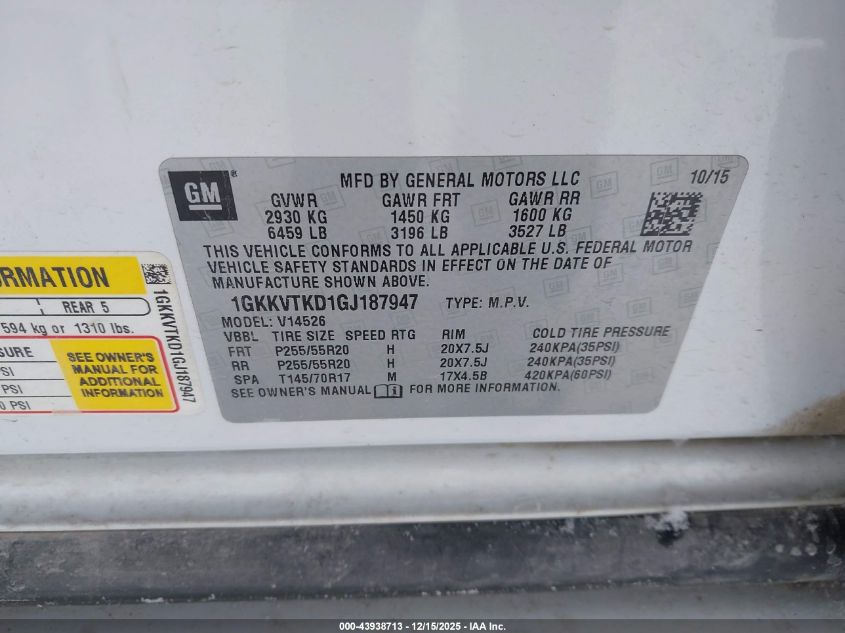 GM®
MFD BY GENERAL MOTORS LLC 10/15
GVWR GAWR FRT GAWR RR
2930 KG 1450 KG 1600 KG
6459 LB 3196 LB 3527 LB
THIS VEHICLE CONFORMS TO ALL APPLICABLE U.S. FEDERAL MOTOR
VEHICLE SAFETY STANDARDS IN EFFECT ON THE DATE OF
MANUFACTURE SHOWN ABOVE.
1GKKVTKD1GJ187947 TYPE: M.P.V.
MODEL: V14526
VBBL TIRE SIZE SPEED RTG RIM COLD TIRE PRESSURE
FRT P255/55R20 H 20X7.5J 240KPA(35PSI)
RR P255/55R20 H 20X7.5J 240KPA(35PSI)
SPA T145/70R17 M 17X4.5B 420KPA(60PSI)
SEE OWNER'S MANUAL FOR MORE INFORMATION.
ORMATION
REAR 5
594 kg or 1310 lbs.
SURE
SI
PSI
0 PSI
SEE OWNER'S
MANUAL FOR
ADDITIONAL
INFORMATION
1GKKVTKD1GJ187947
000-43938713 - 12/15/2025 - IAA Inc.